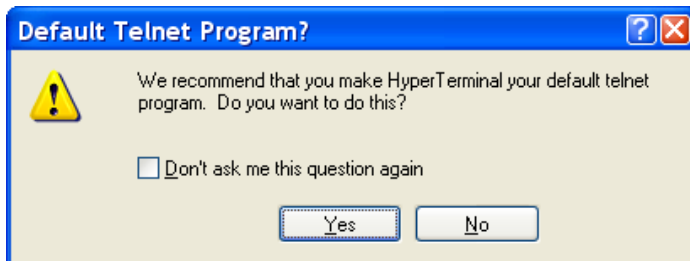 Default Telnet Program?
We recommend that you make HyperTerminal your default telnet
program. Do you want to do this?
Don't ask me this question again
Yes
No